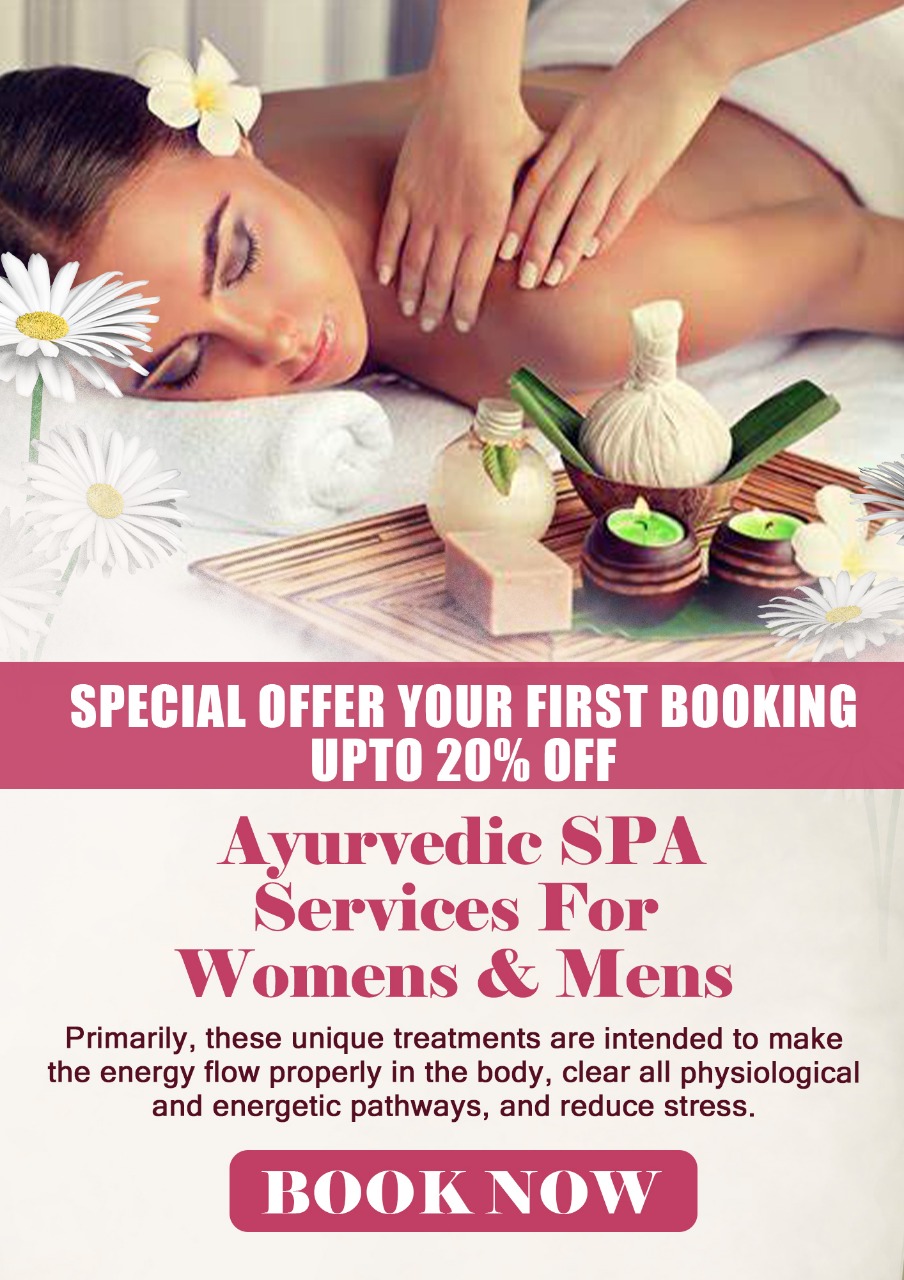 SPECIAL OFFER YOUR FIRST BOOKING
UPTO 20% OFF
Ayurvedic SPA
Services For
Womens & Mens
Primarily, these unique treatments are intended to make
the energy flow properly in the body, clear all physiological
and energetic pathways, and reduce stress.
BOOK NOW